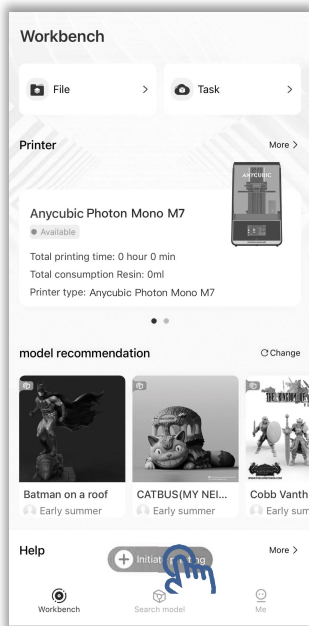 Workbench
File
Task
Printer
More
ANYCUBIC
Anycubic Photon Mono M7
Available
Total printing time: 0 hour 0 min
Total consumption Resin: 0ml
Printer type: Anycubic Photon Mono M7
model recommendation
Change
Batman on a roof
CATBUS(MY NEI...
Cobb Vanth
Early summer
Early summer
Early sum
Help
More
Workbench
Search model
Me